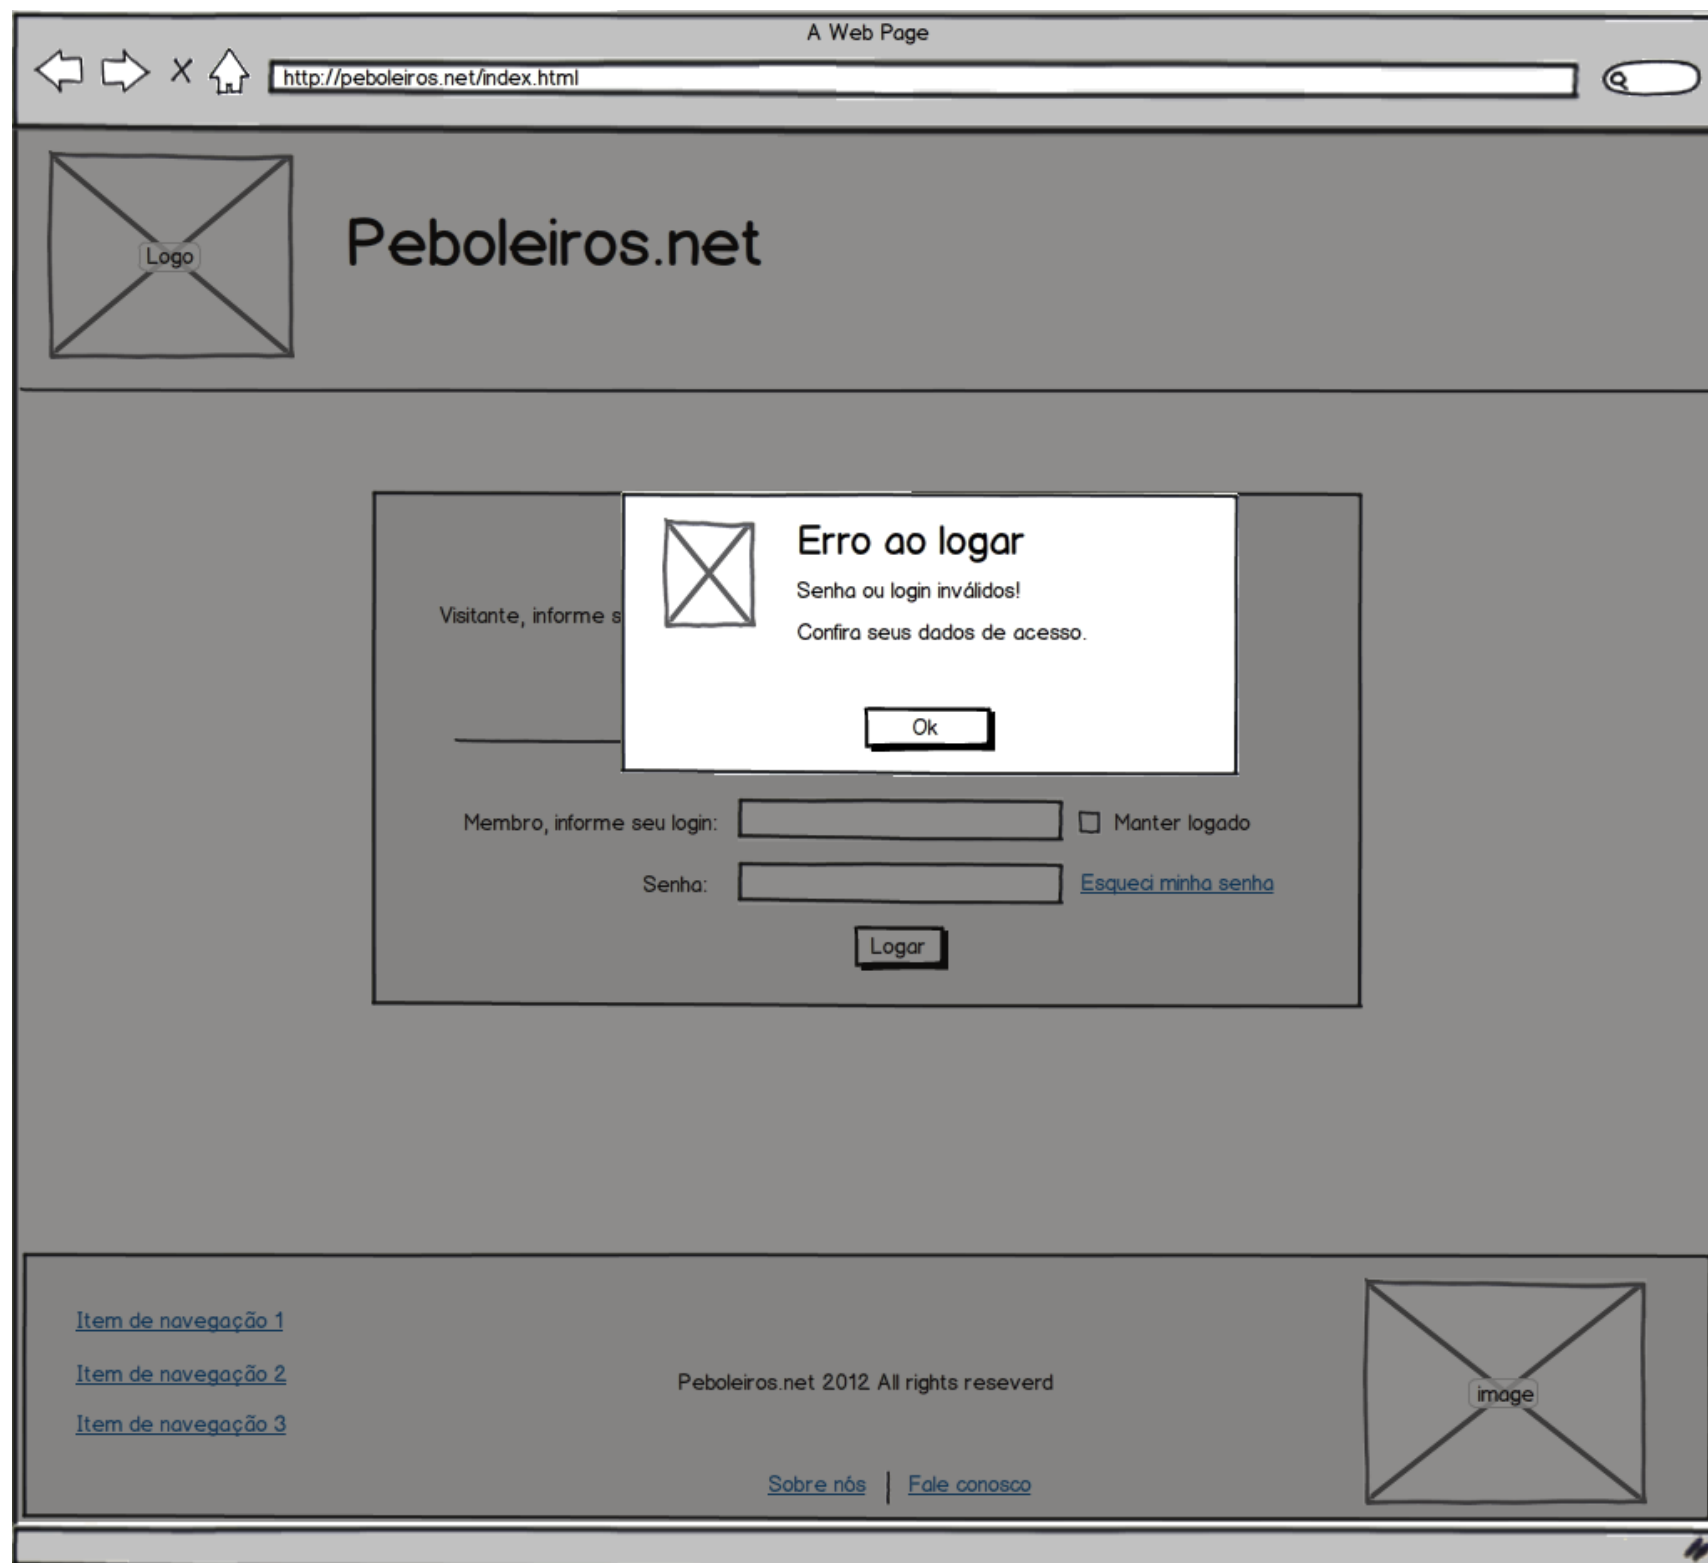 A Web Page
http://peboleiros.net/index.html
Logo
Peboleiros.net
Erro ao logar
Senha ou login inválidos!
Confira seus dados de acesso.
Ok
Visitante, informe
Membro, informe seu login:
Manter logado
Senha:
Esqueci minha senha
Logar
Item de navegação 1
Item de navegação 2
Item de navegação 3
Peboleiros.net 2012 All rights reseverd
image
Sobre nós | Fale conosco